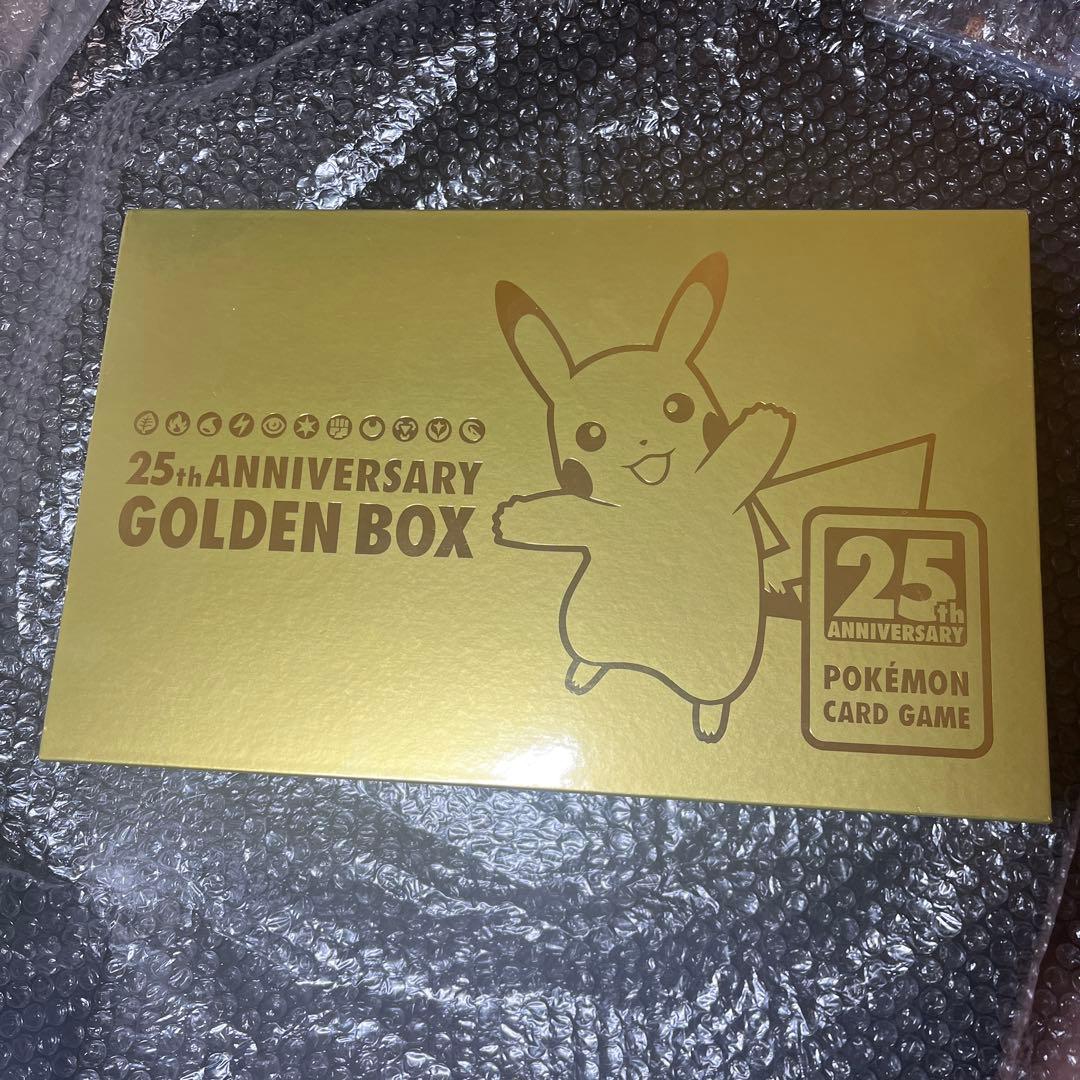 25th ANNIVERSARY
GOLDEN BOX
25th
ANNIVERSARY
POKÉMON
CARD GAME